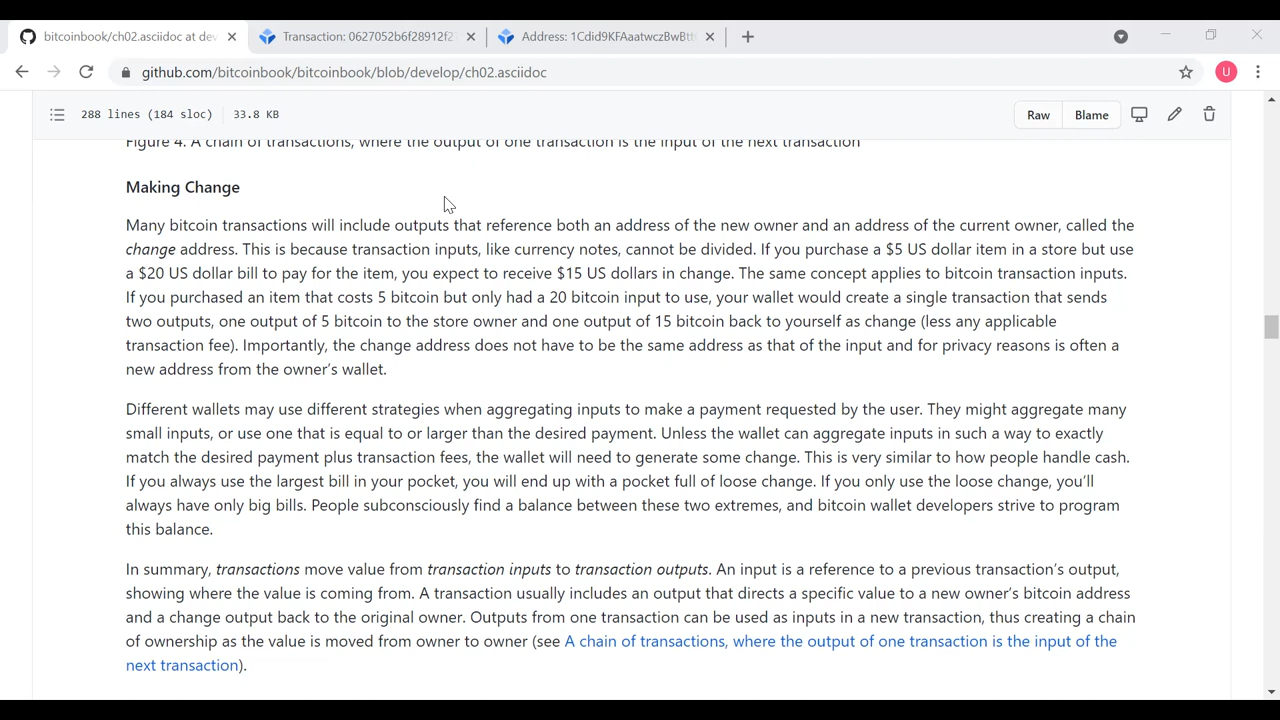 bitcoinbook/ch02.asciidoc at dev
Transaction: 0627052b6f28912f2
Address: 1Cdid9KFAaatwczBwBtt
github.com/bitcoinbook/bitcoinbook/blob/develop/ch02.asciidoc
U
288 lines (184 sloc) 33.8 KB
Raw Blame
Figure 4. A chain of transactions, where the output of one transaction is the input of the next transaction
Making Change
Many bitcoin transactions will include outputs that reference both an address of the new owner and an address of the current owner, called the
change address. This is because transaction inputs, like currency notes, cannot be divided. If you purchase a $5 US dollar item in a store but use
a $20 US dollar bill to pay for the item, you expect to receive $15 US dollars in change. The same concept applies to bitcoin transaction inputs.
If you purchased an item that costs 5 bitcoin but only had a 20 bitcoin input to use, your wallet would create a single transaction that sends
two outputs, one output of 5 bitcoin to the store owner and one output of 15 bitcoin back to yourself as change (less any applicable
transaction fee). Importantly, the change address does not have to be the same address as that of the input and for privacy reasons is often a
new address from the owner's wallet.
Different wallets may use different strategies when aggregating inputs to make a payment requested by the user. They might aggregate many
small inputs, or use one that is equal to or larger than the desired payment. Unless the wallet can aggregate inputs in such a way to exactly
match the desired payment plus transaction fees, the wallet will need to generate some change. This is very similar to how people handle cash.
If you always use the largest bill in your pocket, you will end up with a pocket full of loose change. If you only use the loose change, you'll
always have only big bills. People subconsciously find a balance between these two extremes, and bitcoin wallet developers strive to program
this balance.
In summary, transactions move value from transaction inputs to transaction outputs. An input is a reference to a previous transaction's output,
showing where the value is coming from. A transaction usually includes an output that directs a specific value to a new owner's bitcoin address
and a change output back to the original owner. Outputs from one transaction can be used as inputs in a new transaction, thus creating a chain
of ownership as the value is moved from owner to owner (see A chain of transactions, where the output of one transaction is the input of the
next transaction).